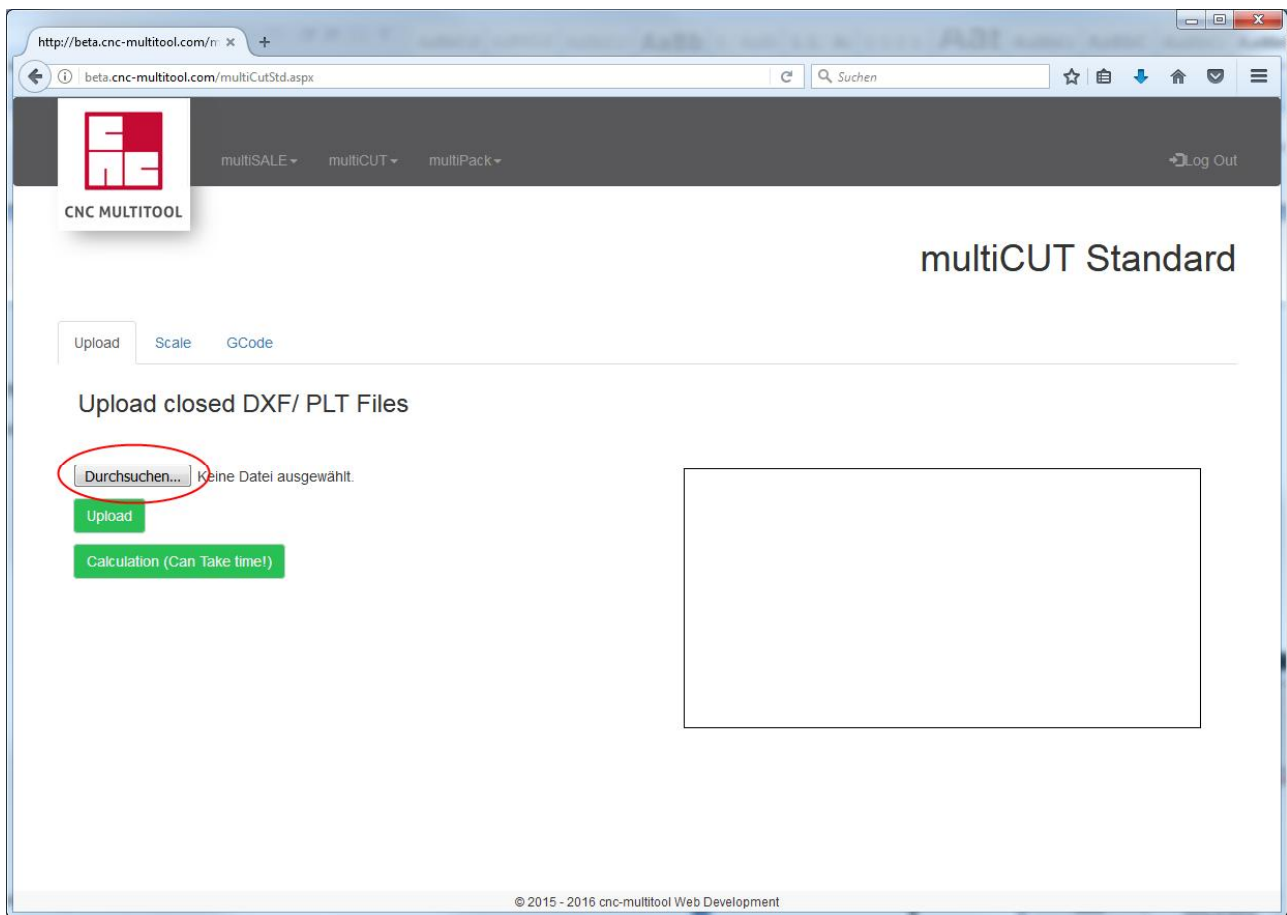 http://beta.cnc-multitool.com/m
beta.cnc-multitool.com/multiCutStd.aspx
Suchen
CNC
CNC MULTITOOL
multiSALE
multiCUT
multiPack
Log Out
multiCUT Standard
Upload
Scale
GCode
Upload closed DXF/ PLT Files
Durchsuchen... Keine Datei ausgewählt.
Upload
Calculation (Can Take time!)
© 2015 - 2016 cnc-multitool Web Development